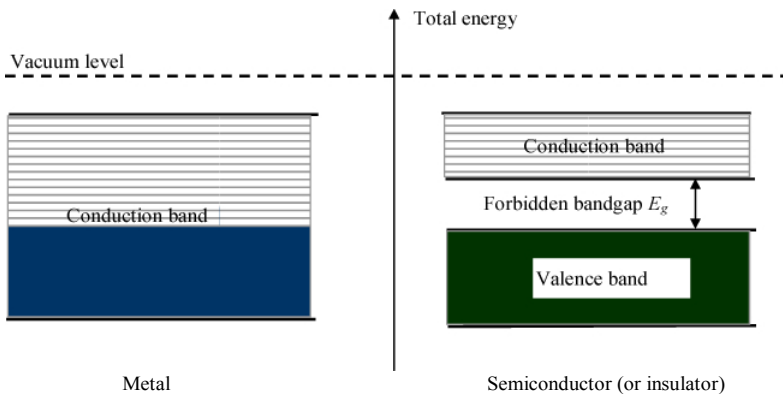 Total energy
Vacuum level
Conduction band
Conduction band
Forbidden bandgap E_g
Valence band
Metal
Semiconductor (or insulator)